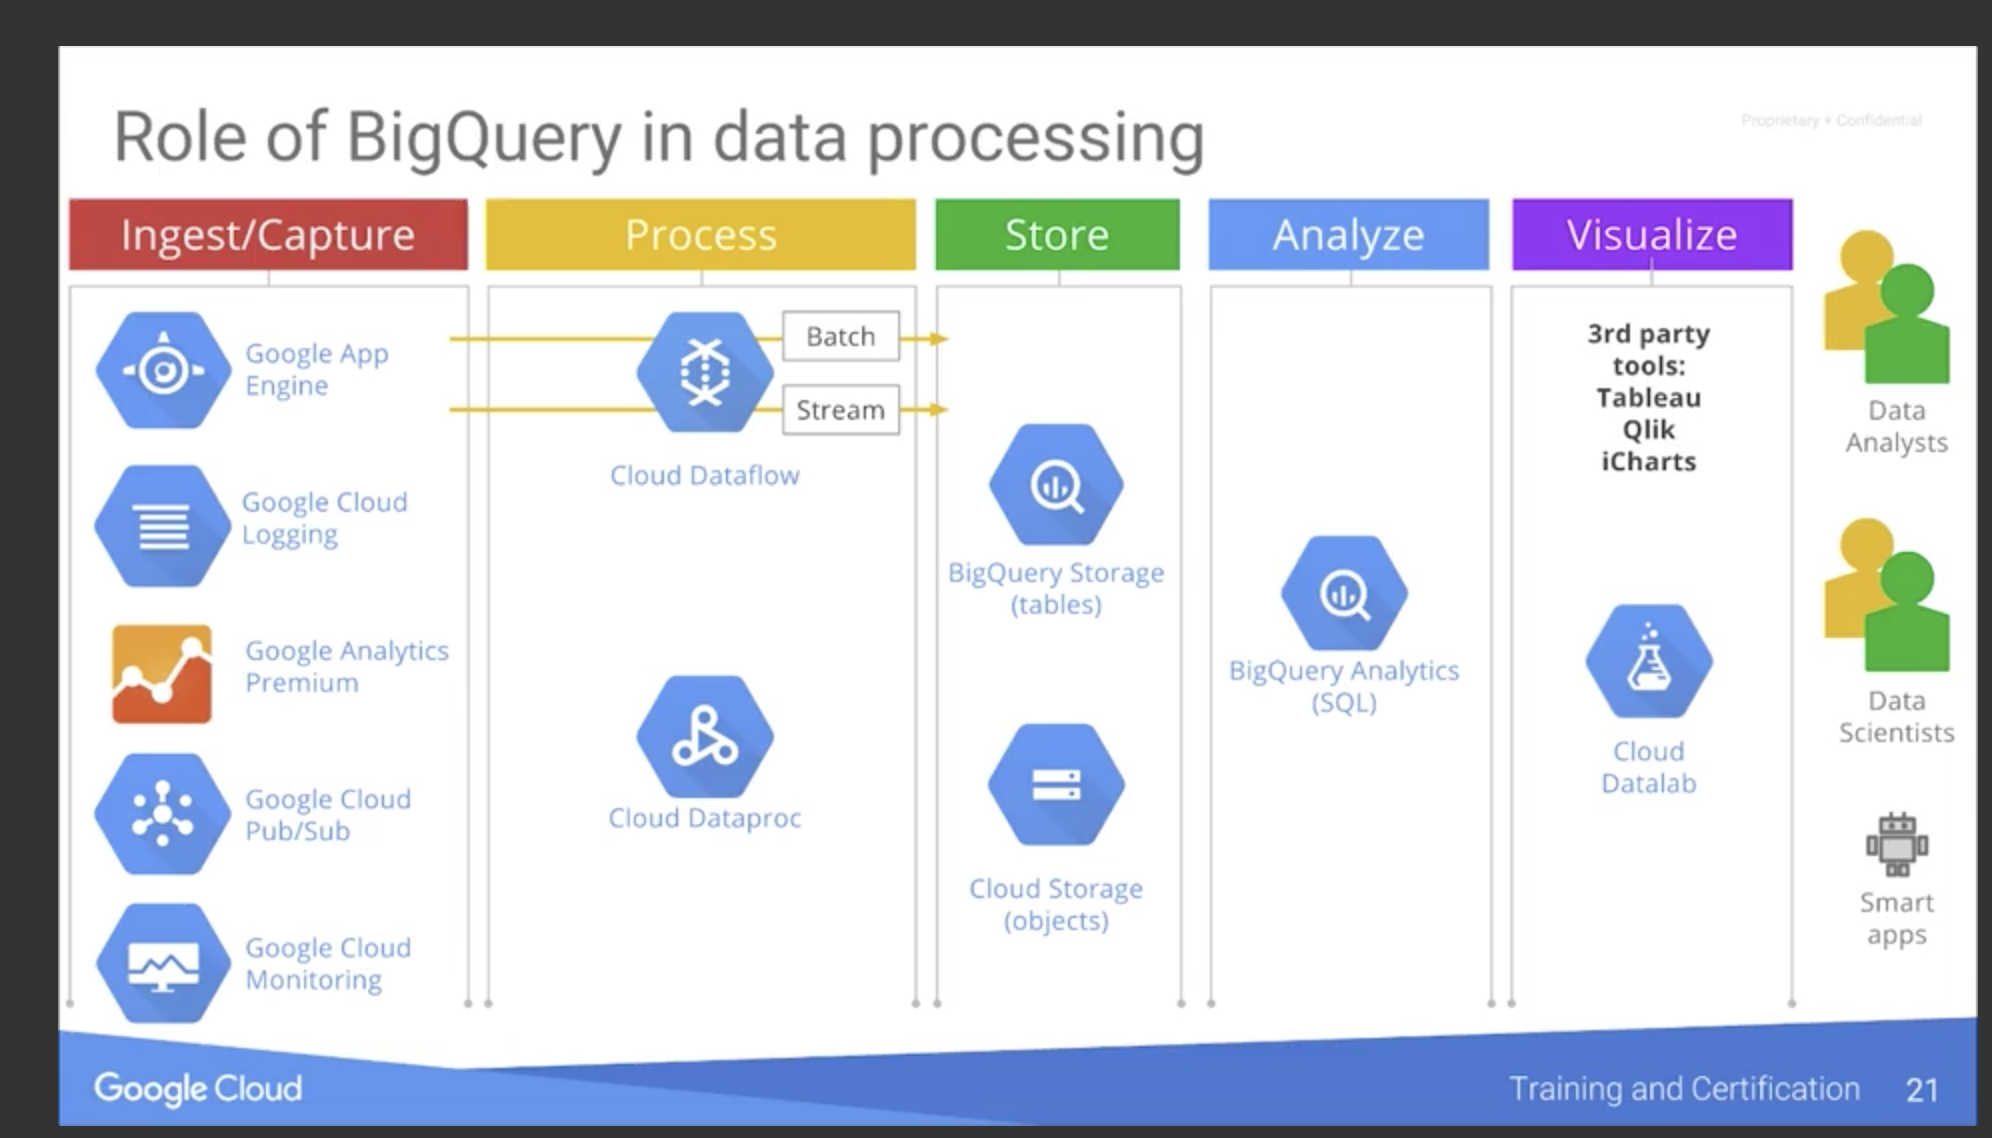 Role of BigQuery in data processing
Proprietary + Confidential
Ingest/Capture
Process
Store
Analyze
Visualize
Google App
Engine
Google Cloud
Logging
Google Analytics
Premium
Google Cloud
Pub/Sub
Google Cloud
Monitoring
Batch
Stream
Cloud Dataflow
Cloud Dataproc
BigQuery Storage
(tables)
Cloud Storage
(objects)
BigQuery Analytics
(SQL)
3rd party
tools:
Tableau
Qlik
iCharts
Cloud
Datalab
Data
Analysts
Data
Scientists
Smart
apps
Google Cloud
Training and Certification
21